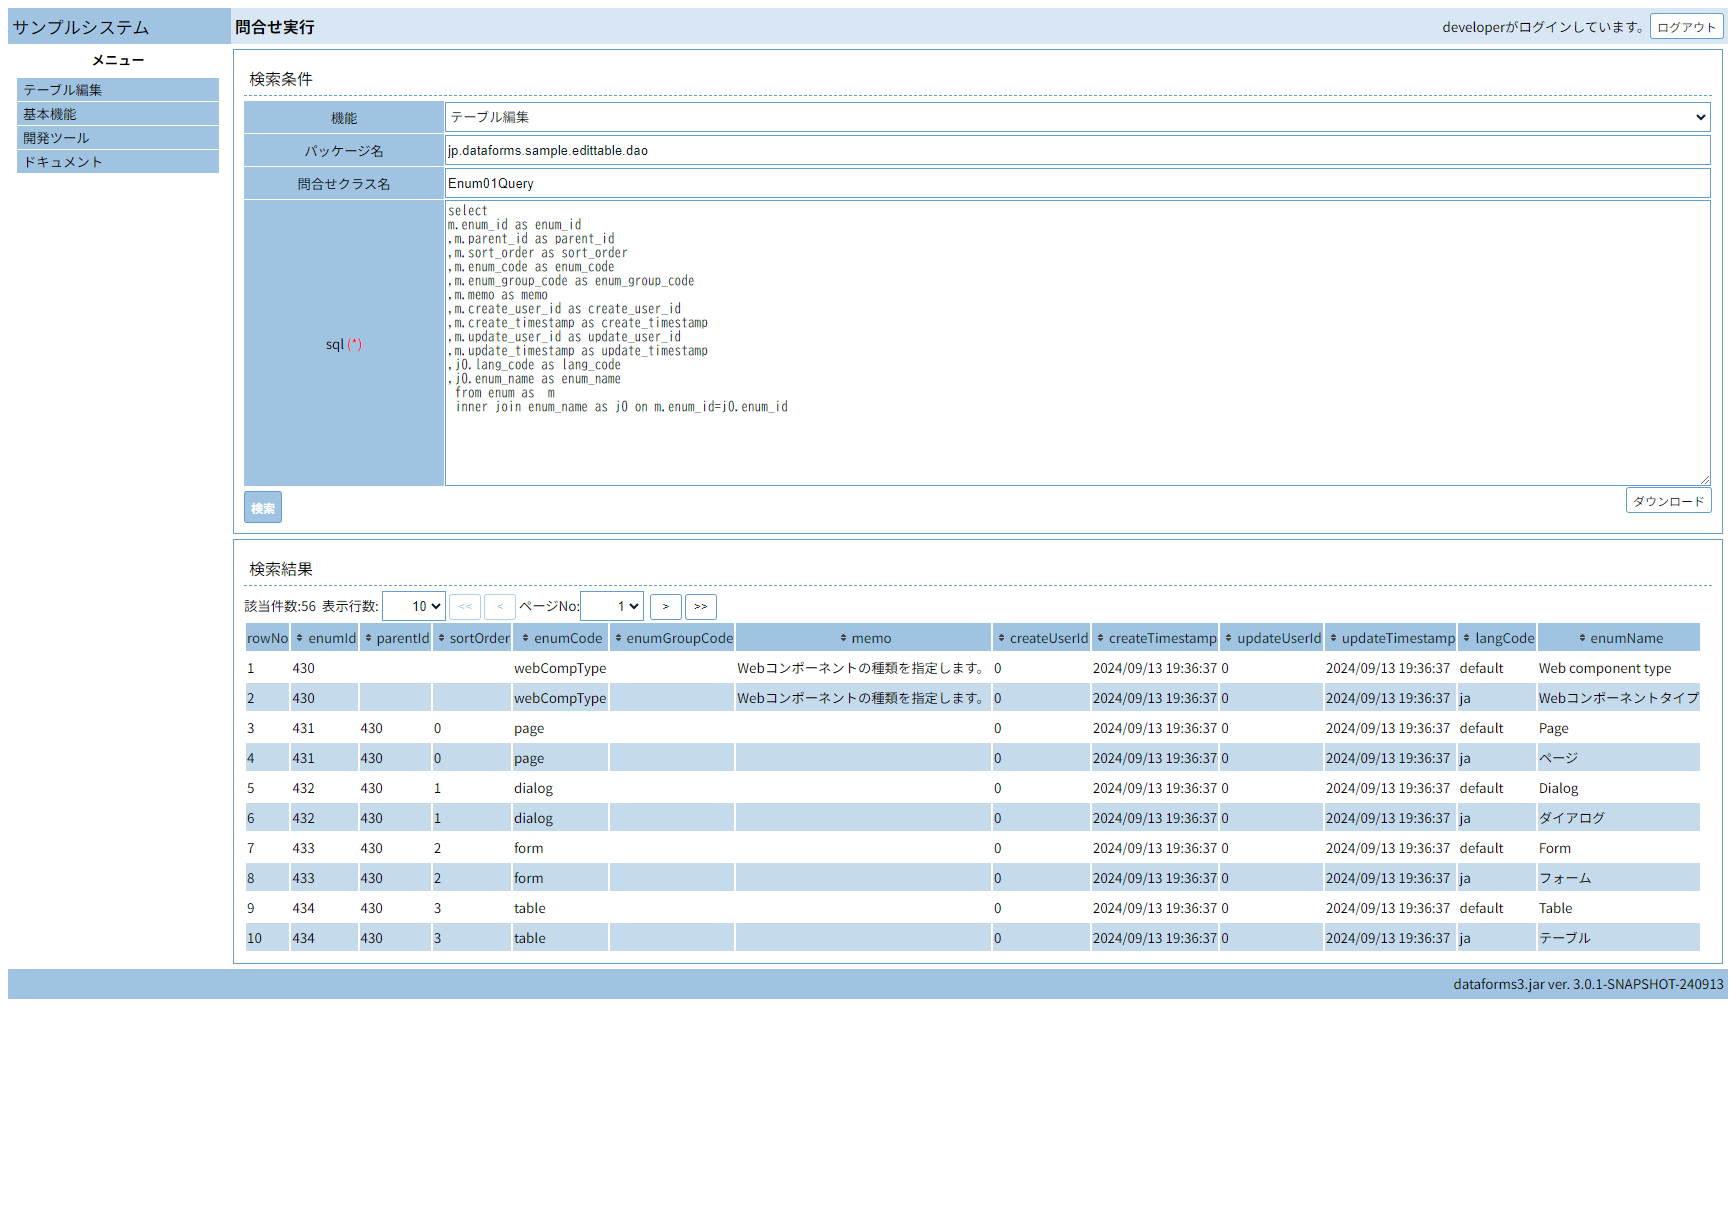 サンプルシステム
問合せ実行
developerがログインしています。 ログアウト
メニュー
テーブル編集
基本機能
開発ツール
ドキュメント
検索条件
機能 テーブル編集
パッケージ名 jp.dataforms.sample.edittable.dao
問合せクラス名 Enum01Query
sql (*)
select
m.enum_id as enum_id
,m.parent_id as parent_id
,m.sort_order as sort_order
,m.enum_code as enum_code
,m.enum_group_code as enum_group_code
,m.memo as memo
,m.create_user_id as create_user_id
,m.create_timestamp as create_timestamp
,m.update_user_id as update_user_id
,m.update_timestamp as update_timestamp
,j0.lang_code as lang_code
,j0.enum_name as enum_name
from enum as  m
inner join enum_name as j0 on m.enum_id=j0.enum_id
検索 ダウンロード
検索結果
該当件数:56 表示行数: 10 << < ページNo: 1 > >>
rowNo enumId parentId sortOrder enumCode enumGroupCode memo createUserId createTimestamp updateUserId updateTimestamp langCode enumName
1 430 webCompType Webコンポーネントの種類を指定します。 0 2024/09/13 19:36:37 0 2024/09/13 19:36:37 default Web component type
2 430 webCompType Webコンポーネントの種類を指定します。 0 2024/09/13 19:36:37 0 2024/09/13 19:36:37 ja Webコンポーネントタイプ
3 431 430 0 page 0 2024/09/13 19:36:37 0 2024/09/13 19:36:37 default Page
4 431 430 0 page 0 2024/09/13 19:36:37 0 2024/09/13 19:36:37 ja ページ
5 432 430 1 dialog 0 2024/09/13 19:36:37 0 2024/09/13 19:36:37 default Dialog
6 432 430 1 dialog 0 2024/09/13 19:36:37 0 2024/09/13 19:36:37 ja ダイアログ
7 433 430 2 form 0 2024/09/13 19:36:37 0 2024/09/13 19:36:37 default Form
8 433 430 2 form 0 2024/09/13 19:36:37 0 2024/09/13 19:36:37 ja フォーム
9 434 430 3 table 0 2024/09/13 19:36:37 0 2024/09/13 19:36:37 default Table
10 434 430 3 table 0 2024/09/13 19:36:37 0 2024/09/13 19:36:37 ja テーブル
dataforms3.jar ver. 3.0.1-SNAPSHOT-240913